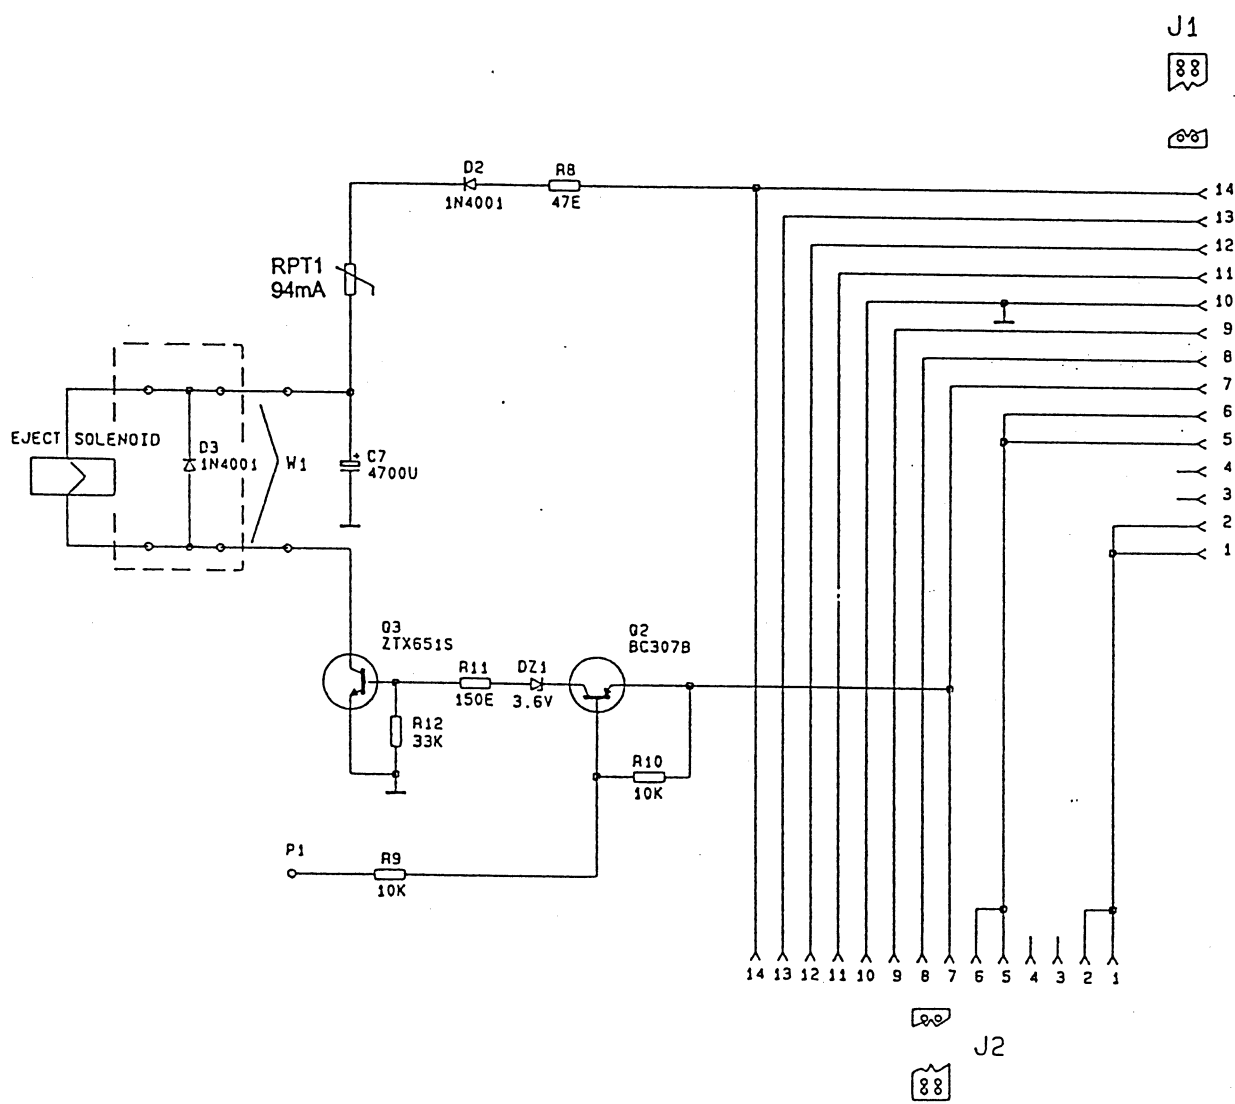 J1
D2
1N4001
R8
47E
14
13
12
11
10
9
8
7
6
5
4
3
2
1
RPT1
94mA
EJECT SOLENOID
D3
1N4001
W1
+
C7
4700U
Q3
ZTX651S
R11
150E
DZ1
3.6V
Q2
BC307B
R12
33K
R10
10K
P1
R9
10K
14 13 12 11 10 9 8 7 6 5 4 3 2 1
J2